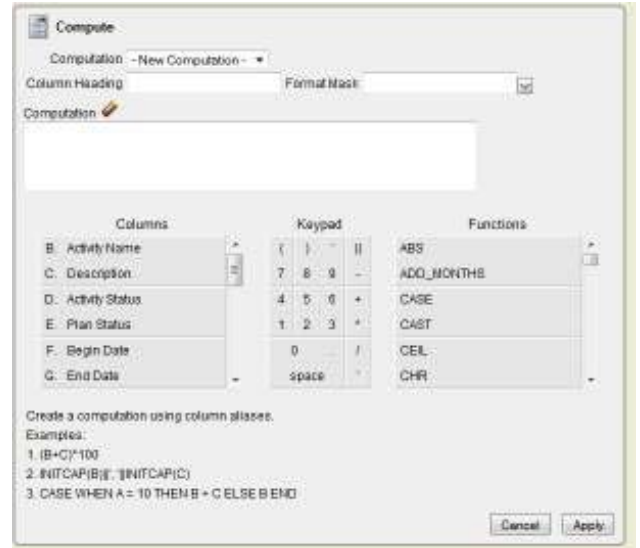 Compute
Computation - New Computation -
Column Heading Format Mask
Computation
Columns Keypad Functions
B. Activity Name ( ) ||  ABS
C. Description 7 8 9 - ADD_MONTHS
D. Activity Status 4 5 6 + CASE
E. Plan Status 1 2 3 * CAST
F. Begin Date 0 . / CEIL
G. End Date space CHR
Create a computation using column aliases.
Examples:
1. (B+C)*100
2. INITCAP(B)||', '||INITCAP(C)
3. CASE WHEN A = 10 THEN B + C ELSE B END
Cancel Apply